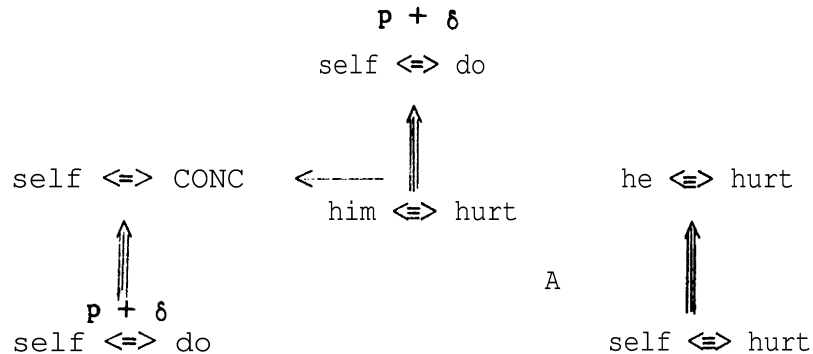 p + δ
self <=> do
self <=> CONC
he <≡> hurt
him <≡> hurt
A
p + δ
self <=> do
self <≡> hurt